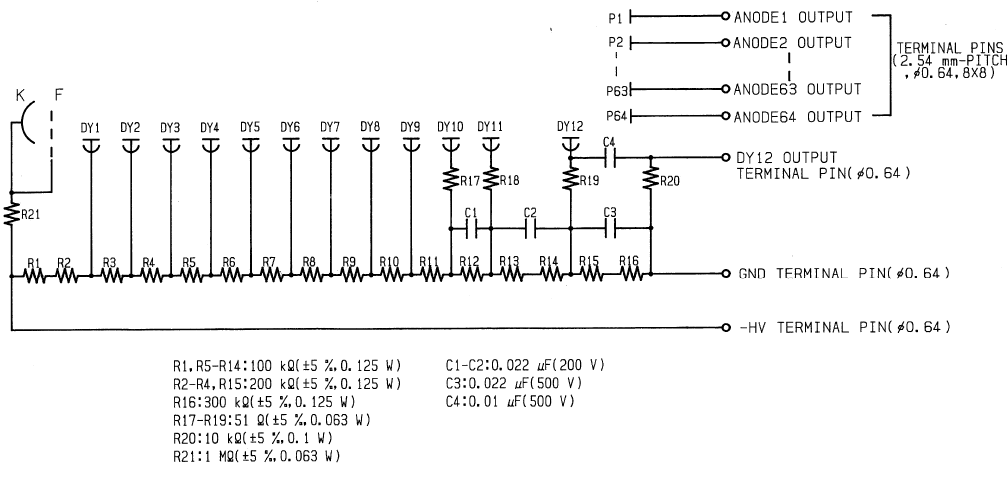 P1
ANODE1 OUTPUT
P2
ANODE2 OUTPUT
TERMINAL PINS
(2.54 mm-PITCH
,ø0.64,8X8)
P63
ANODE63 OUTPUT
P64
ANODE64 OUTPUT
K F
DY1 DY2 DY3 DY4 DY5 DY6 DY7 DY8 DY9 DY10 DY11 DY12
C4
DY12 OUTPUT
TERMINAL PIN(ø0.64)
R17 R18 R19 R20
R21
C1 C2 C3
R1 R2 R3 R4 R5 R6 R7 R8 R9 R10 R11 R12 R13 R14 R15 R16
GND TERMINAL PIN(ø0.64)
-HV TERMINAL PIN(ø0.64)
R1,R5-R14:100 kΩ(±5 %,0.125 W)
R2-R4,R15:200 kΩ(±5 %,0.125 W)
R16:300 kΩ(±5 %,0.125 W)
R17-R19:51 Ω(±5 %,0.063 W)
R20:10 kΩ(±5 %,0.1 W)
R21:1 MΩ(±5 %,0.063 W)
C1-C2:0.022 µF(200 V)
C3:0.022 µF(500 V)
C4:0.01 µF(500 V)